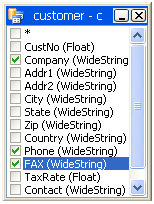 customer - c
*
CustNo (Float)
Company (WideString)
Addr1 (WideString)
Addr2 (WideString)
City (WideString)
State (WideString)
Zip (WideString)
Country (WideString)
Phone (WideString)
FAX (WideString)
TaxRate (Float)
Contact (WideString)